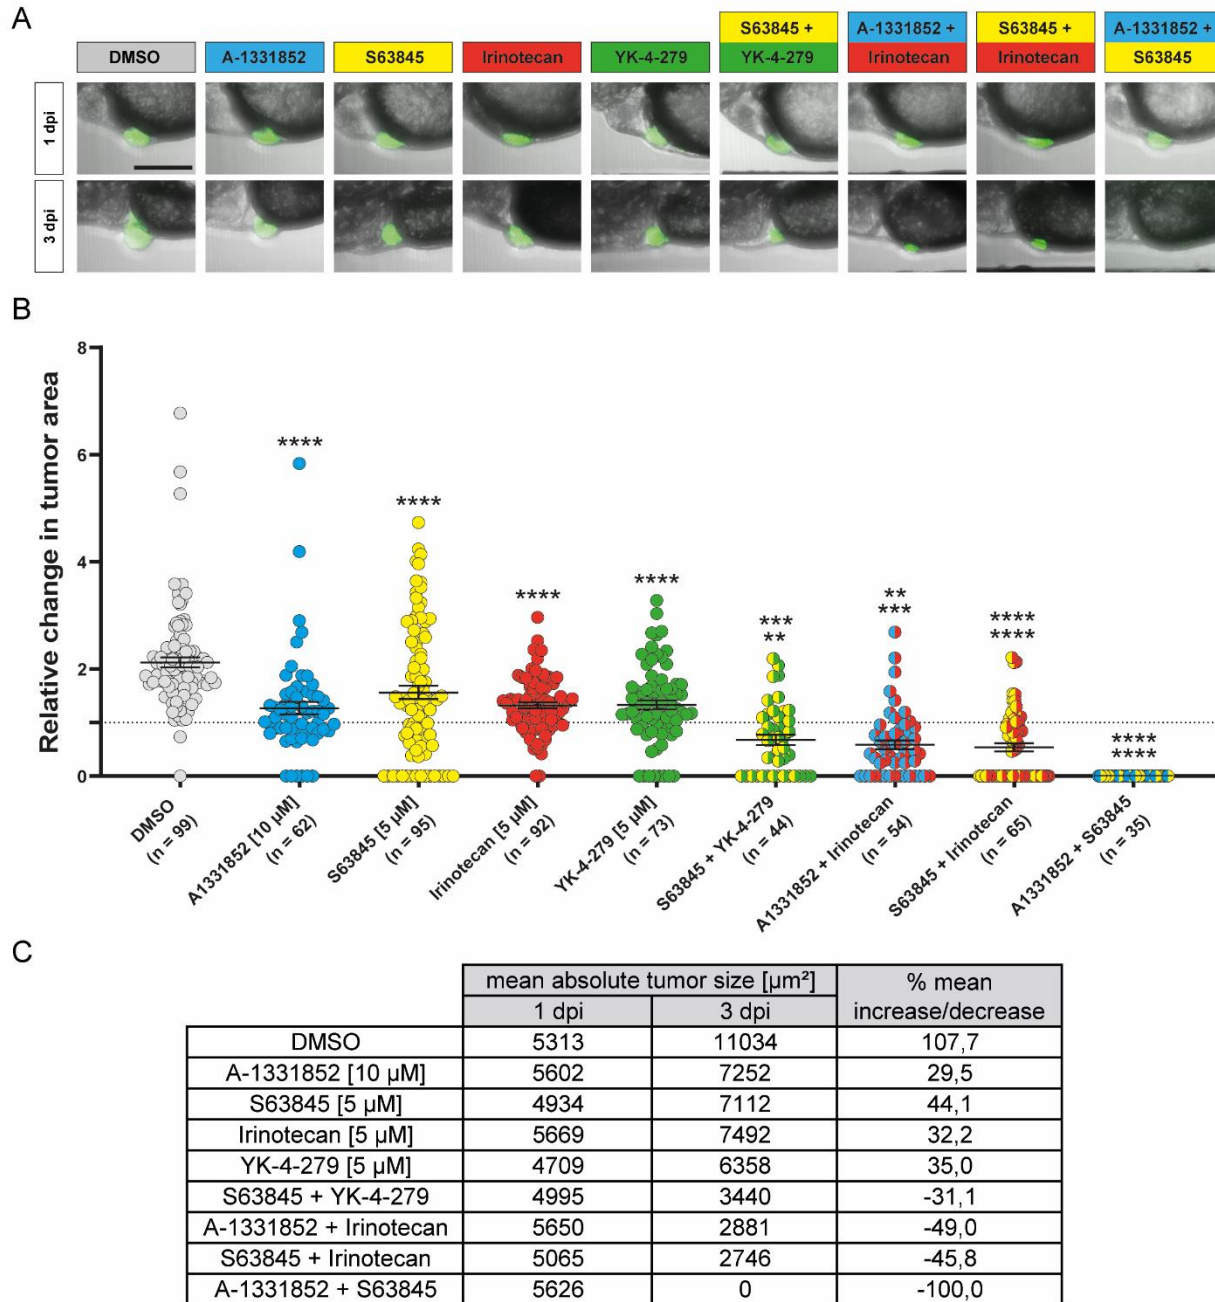 A
S63845 + A-1331852 + S63845 + A-1331852 +
DMSO A-1331852 S63845 Irinotecan YK-4-279 YK-4-279 Irinotecan Irinotecan S63845
1 dpi
3 dpi
B
Relative change in tumor area
8
6
4
2
0
****
****
****
****
***
**
**
***
****
****
****
****
DMSO
(n = 99)
A1331852 [10 µM]
(n = 62)
S63845 [5 µM]
(n = 95)
Irinotecan [5 µM]
(n = 92)
YK-4-279 [5 µM]
(n = 73)
S63845 + YK-4-279
(n = 44)
A1331852 + Irinotecan
(n = 54)
S63845 + Irinotecan
(n = 65)
A1331852 + S63845
(n = 35)
C
mean absolute tumor size [µm²] % mean
1 dpi 3 dpi increase/decrease
DMSO 5313 11034 107,7
A-1331852 [10 µM] 5602 7252 29,5
S63845 [5 µM] 4934 7112 44,1
Irinotecan [5 µM] 5669 7492 32,2
YK-4-279 [5 µM] 4709 6358 35,0
S63845 + YK-4-279 4995 3440 -31,1
A-1331852 + Irinotecan 5650 2881 -49,0
S63845 + Irinotecan 5065 2746 -45,8
A-1331852 + S63845 5626 0 -100,0